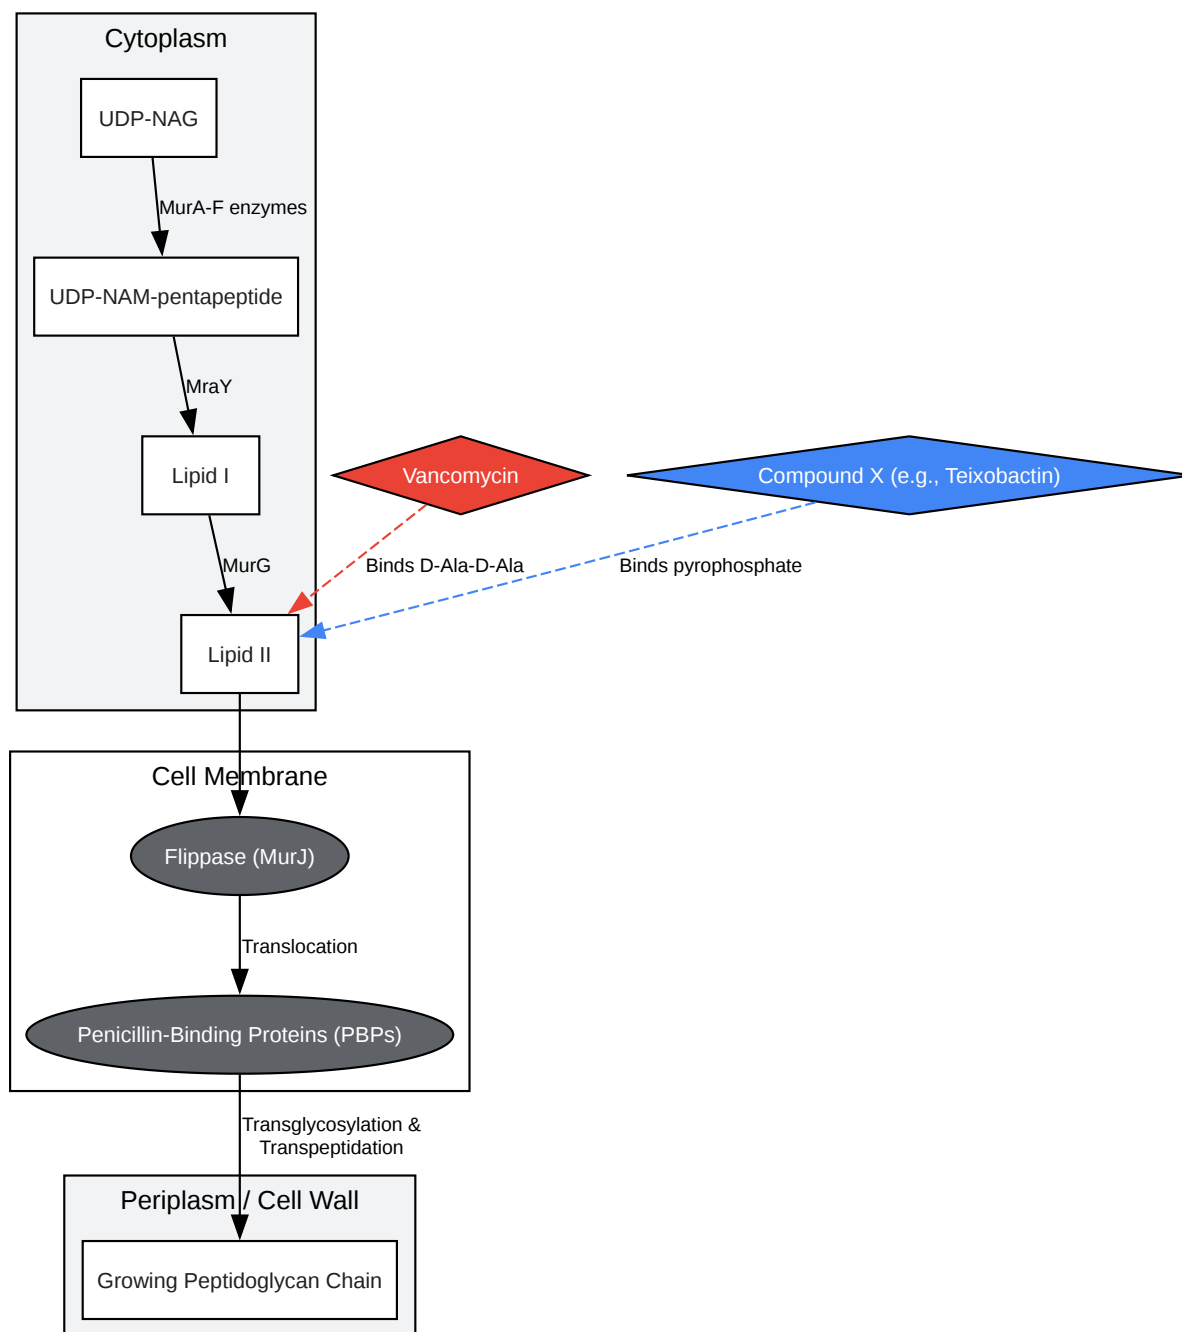 Cytoplasm
UDP-NAG
MurA-F enzymes
UDP-NAM-pentapeptide
MraY
Lipid I
Vancomycin
Compound X (e.g., Teixobactin)
MurG
Binds D-Ala-D-Ala
Binds pyrophosphate
Lipid II
Cell Membrane
Flippase (MurJ)
Translocation
Penicillin-Binding Proteins (PBPs)
Transglycosylation &
Transpeptidation
Periplasm / Cell Wall
Growing Peptidoglycan Chain